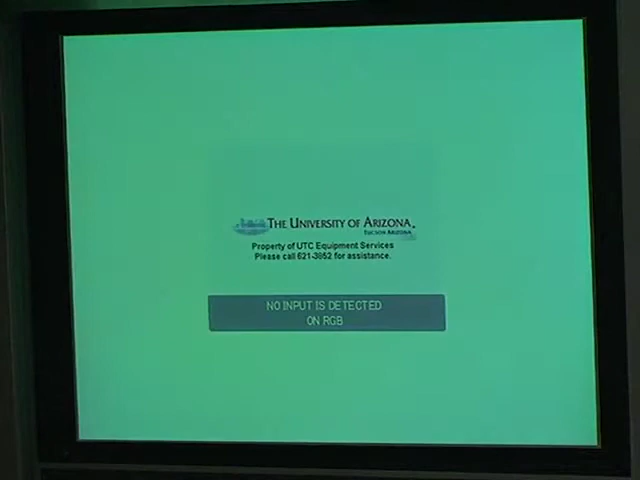 THE UNIVERSITY OF ARIZONA.
TUCSON ARIZONA
Property of UTC Equipment Services
Please call 621-3852 for assistance.
NO INPUT IS DETECTED
ON RGB